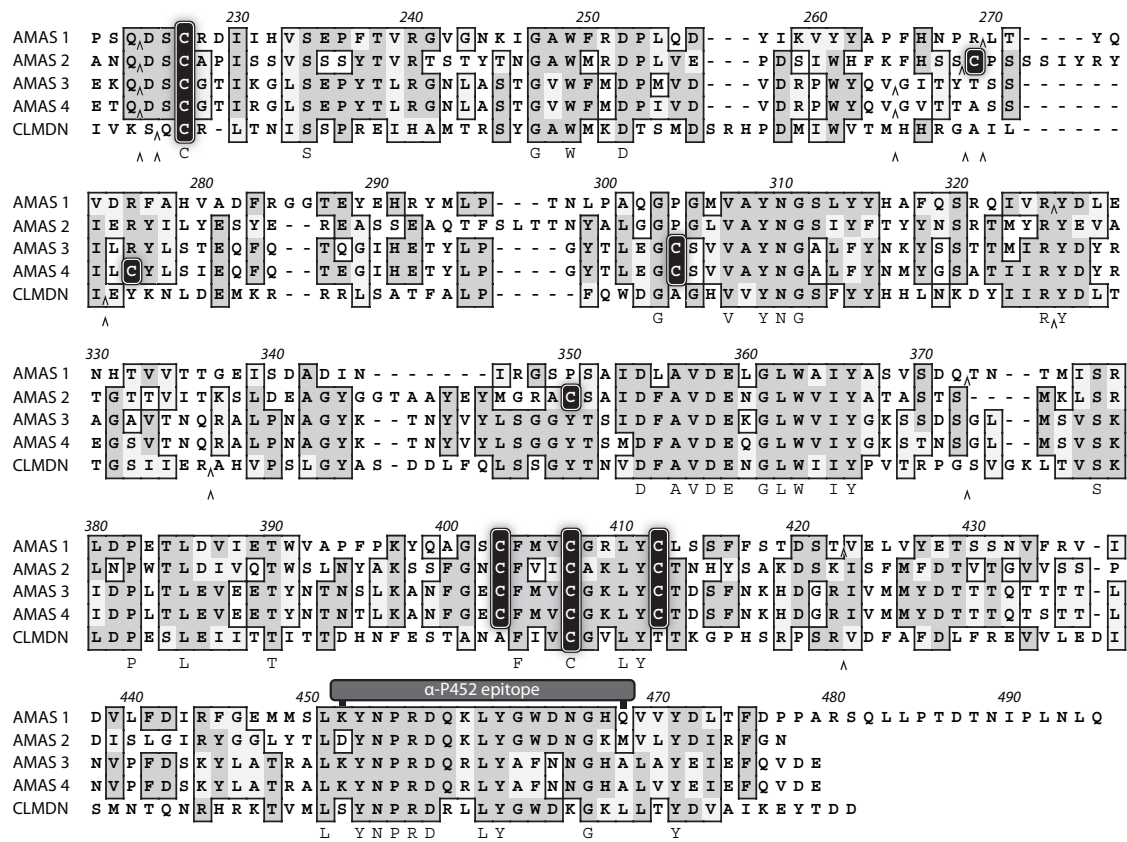 230 240 250 260 270
AMAS 1 P S Q D S C R D I I H V S E P F T V R G V G N K I G A W F R D P L Q D - - - Y I K V Y Y A P F H N P R L T - - - - Y Q
AMAS 2 A N Q D S C A P I S S V S S S Y T V R T S T Y T N G A W M R D P L V E - - - P D S I W H F K F H S S C P S S S I Y R Y
AMAS 3 E K Q D S C G T I K G L S E P Y T L R G N L A S T G V W F M D P M V D - - - V D R P W Y Q V G I T Y T S S - - - - - -
AMAS 4 E T Q D S C G T I R G L S E P Y T L R G N L A S T G V W F M D P I V D - - - V D R P W Y Q V G V T T A S S - - - - - -
CLMDN I V K S Q C R - L T N I S S P R E I H A M T R S Y G A W M K D T S M D S R H P D M I W V T M H H R G A I L - - - - - -
C S G W D
280 290 300 310 320
AMAS 1 V D R F A H V A D F R G G T E Y E H R Y M L P - - - T N L P A Q G P G M V A Y N G S L Y Y H A F Q S R Q I V R Y D L E
AMAS 2 I E R Y I L Y E S Y E - - R E A S S E A Q T F S L T T N Y A L G G P G L V A Y N G S I Y F T Y Y N S R T M Y R Y E V A
AMAS 3 I L R Y L S T E Q F Q - - T Q G I H E T Y L P - - - - G Y T L E G C S V V A Y N G A L F Y N K Y S S T T M I R Y D Y R
AMAS 4 I L C Y L S I E Q F Q - - T E G I H E T Y L P - - - - G Y T L E G C S V V A Y N G A L F Y N M Y G S A T I I R Y D Y R
CLMDN I E Y K N L D E M K R - - R R L S A T F A L P - - - - - F Q W D G A G H V V Y N G S F Y Y H H L N K D Y I I R Y D L T
G V Y N G R Y
330 340 350 360 370
AMAS 1 N H T V V T T G E I S D A D I N - - - - - - - I R G S P S A I D L A V D E L G L W A I Y A S V S D Q T N - - T M I S R
AMAS 2 T G T T V I T K S L D E A G Y G G T A A Y E Y M G R A C S A I D F A V D E N G L W V I Y A T A S T S - - - - M K L S R
AMAS 3 A G A V T N Q R A L P N A G Y K - - T N Y V Y L S G G Y T S I D F A V D E K G L W V I Y G K S S D S G L - - M S V S K
AMAS 4 E G S V T N Q R A L P N A G Y K - - T N Y V Y L S G G Y T S M D F A V D E Q G L W V I Y G K S T N S G L - - M S V S K
CLMDN T G S I I E R A H V P S L G Y A S - D D L F Q L S S G Y T N V D F A V D E N G L W I I Y P V T R P G S V G K L T V S K
D A V D E G L W I Y S
380 390 400 410 420 430
AMAS 1 L D P E T L D V I E T W V A P F P K Y Q A G S C F M V C G R L Y C L S S F F S T D S T V E L V Y E T S S N V F R V - I
AMAS 2 L N P W T L D I V Q T W S L N Y A K S S F G N C F V I C A K L Y C T N H Y S A K D S K I S F M F D T V T G V V S S - P
AMAS 3 I D P L T L E V E E T Y N T N S L K A N F G E C F M V C G K L Y C T D S F N K H D G R I V M M Y D T T T Q T T T T - L
AMAS 4 I D P L T L E V E E T Y N T N T L K A N F G E C F M V C G K L Y C T D S F N K H D G R I V M M Y D T T T Q T S T T - L
CLMDN L D P E S L E I I T T I T T D H N F E S T A N A F I V C G V L Y T T K G P H S R P S R V D F A F D L F R E V V L E D I
P L T F C L Y
α-P452 epitope
440 450 470 480 490
AMAS 1 D V L F D I R F G E M M S L K Y N P R D Q K L Y G W D N G H Q V V Y D L T F D P P A R S Q L L P T D T N I P L N L Q
AMAS 2 D I S L G I R Y G G L Y T L D Y N P R D Q K L Y G W D N G K M V L Y D I R F G N
AMAS 3 N V P F D S K Y L A T R A L K Y N P R D Q R L Y A F N N G H A L A Y E I E F Q V D E
AMAS 4 N V P F D S K Y L A T R A L K Y N P R D Q R L Y A F N N G H A L V Y E I E F Q V D E
CLMDN S M N T Q N R H R K T V M L S Y N P R D R L L Y G W D K G K L L T Y D V A I K E Y T D D
L Y N P R D L Y G Y